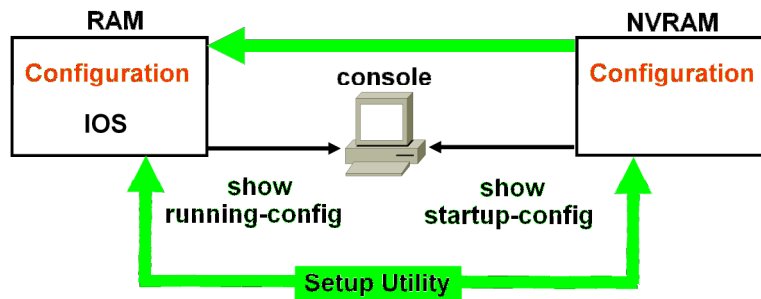 RAM
NVRAM
Configuration
IOS
console
Configuration
show
running-config
show
startup-config
Setup Utility